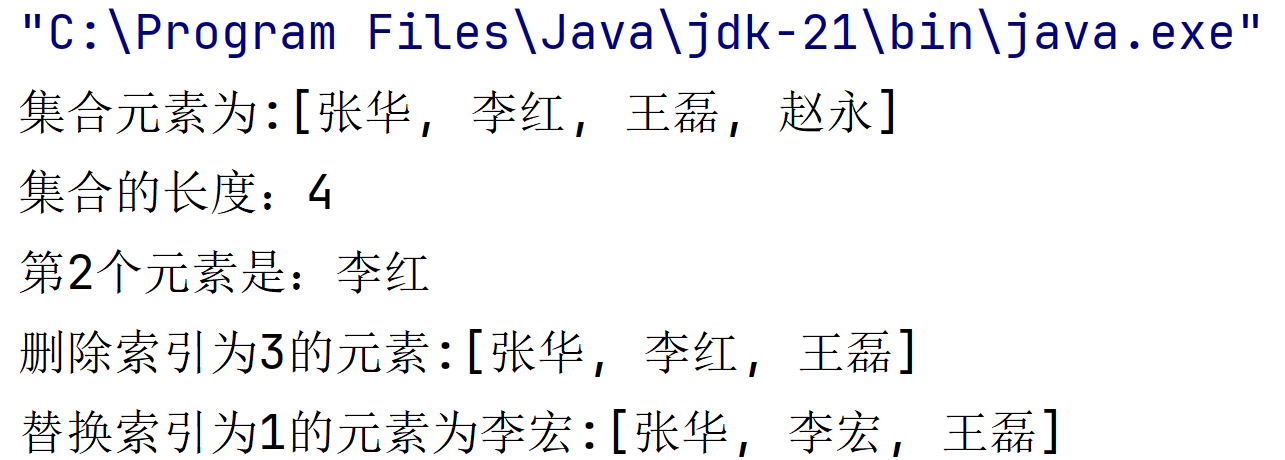 "C:\Program Files\Java\jdk-21\bin\java.exe"
集合元素为:[张华, 李红, 王磊, 赵永]
集合的长度：4
第2个元素是：李红
删除索引为3的元素:[张华, 李红, 王磊]
替换索引为1的元素为李宏:[张华, 李宏, 王磊]